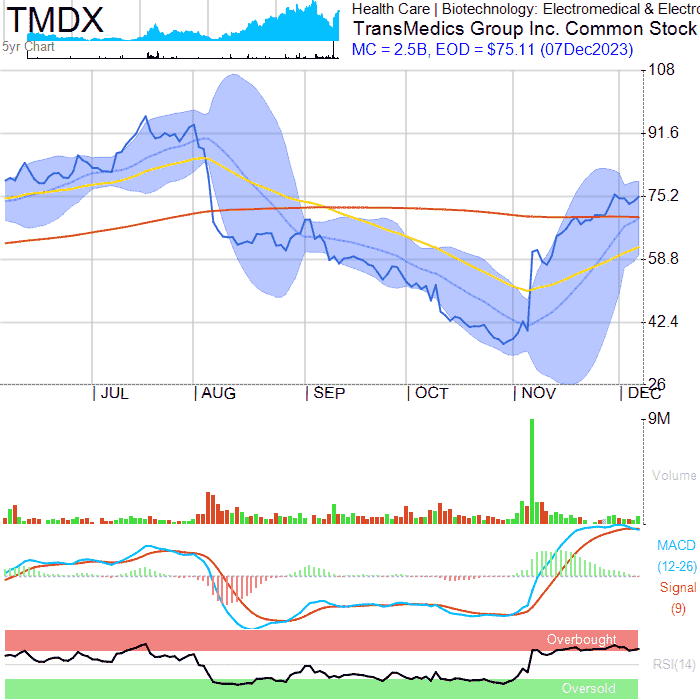 TMDX
5yr Chart
Health Care | Biotechnology: Electromedical & Electro
TransMedics Group Inc. Common Stock
MC = 2.5B, EOD = $75.11 (07Dec2023)
108
91.6
75.2
58.8
42.4
26
JUL AUG SEP OCT NOV DEC
9M
Volume
MACD
(12-26)
Signal
(9)
Overbought
RSI(14)
Oversold